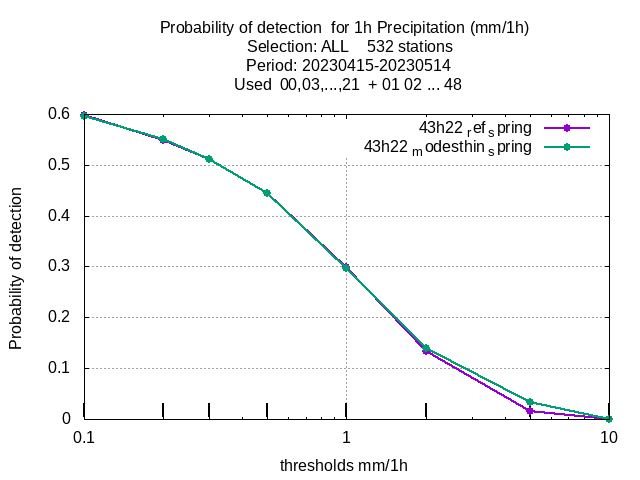 Probability of detection  for 1h Precipitation (mm/1h)
Selection: ALL    532 stations
Period: 20230415-20230514
Used  00,03,...,21  + 01 02 ... 48
43h22 ref spring
43h22 modesthin spring
0.6
0.5
0.4
0.3
0.2
0.1
0
Probability of detection
0.1 1 10
thresholds mm/1h